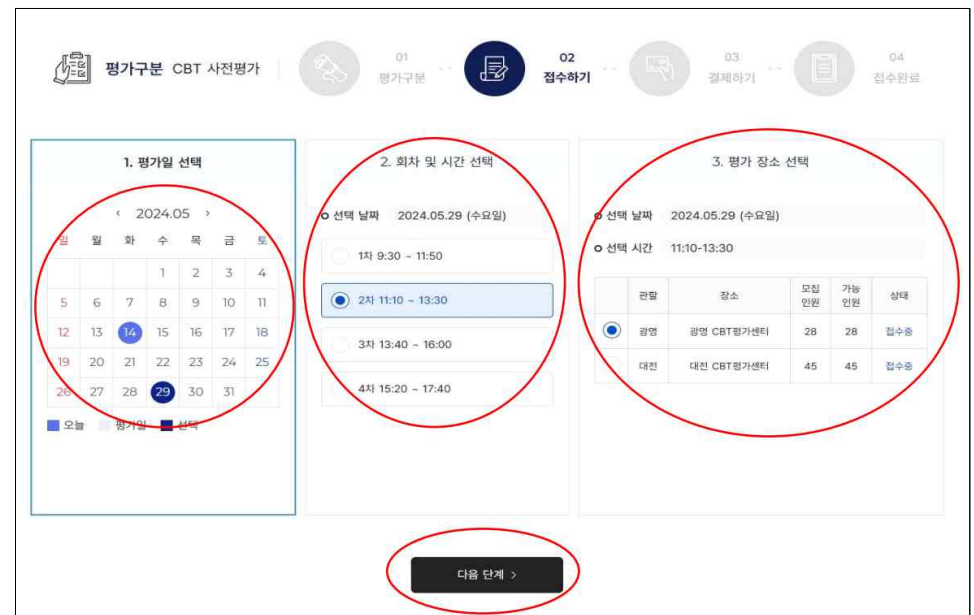 평가구분 CBT 사전평가
01
평가구분
02
접수하기
03
결제하기
04
접수완료
1. 평가일 선택
‹ 2024.05 ›
일 월 화 수 목 금 토
1 2 3 4
5 6 7 8 9 10 11
12 13 14 15 16 17 18
19 20 21 22 23 24 25
26 27 28 29 30 31
오늘 평가일 선택
2. 회차 및 시간 선택
선택 날짜 2024.05.29 (수요일)
1차 9:30 ~ 11:50
2차 11:10 ~ 13:30
3차 13:40 ~ 16:00
4차 15:20 ~ 17:40
3. 평가 장소 선택
선택 날짜 2024.05.29 (수요일)
선택 시간 11:10-13:30
관할 장소 모집 인원 가능 인원 상태
광명 광명 CBT평가센터 28 28 접수중
대전 대전 CBT평가센터 45 45 접수중
다음 단계 >